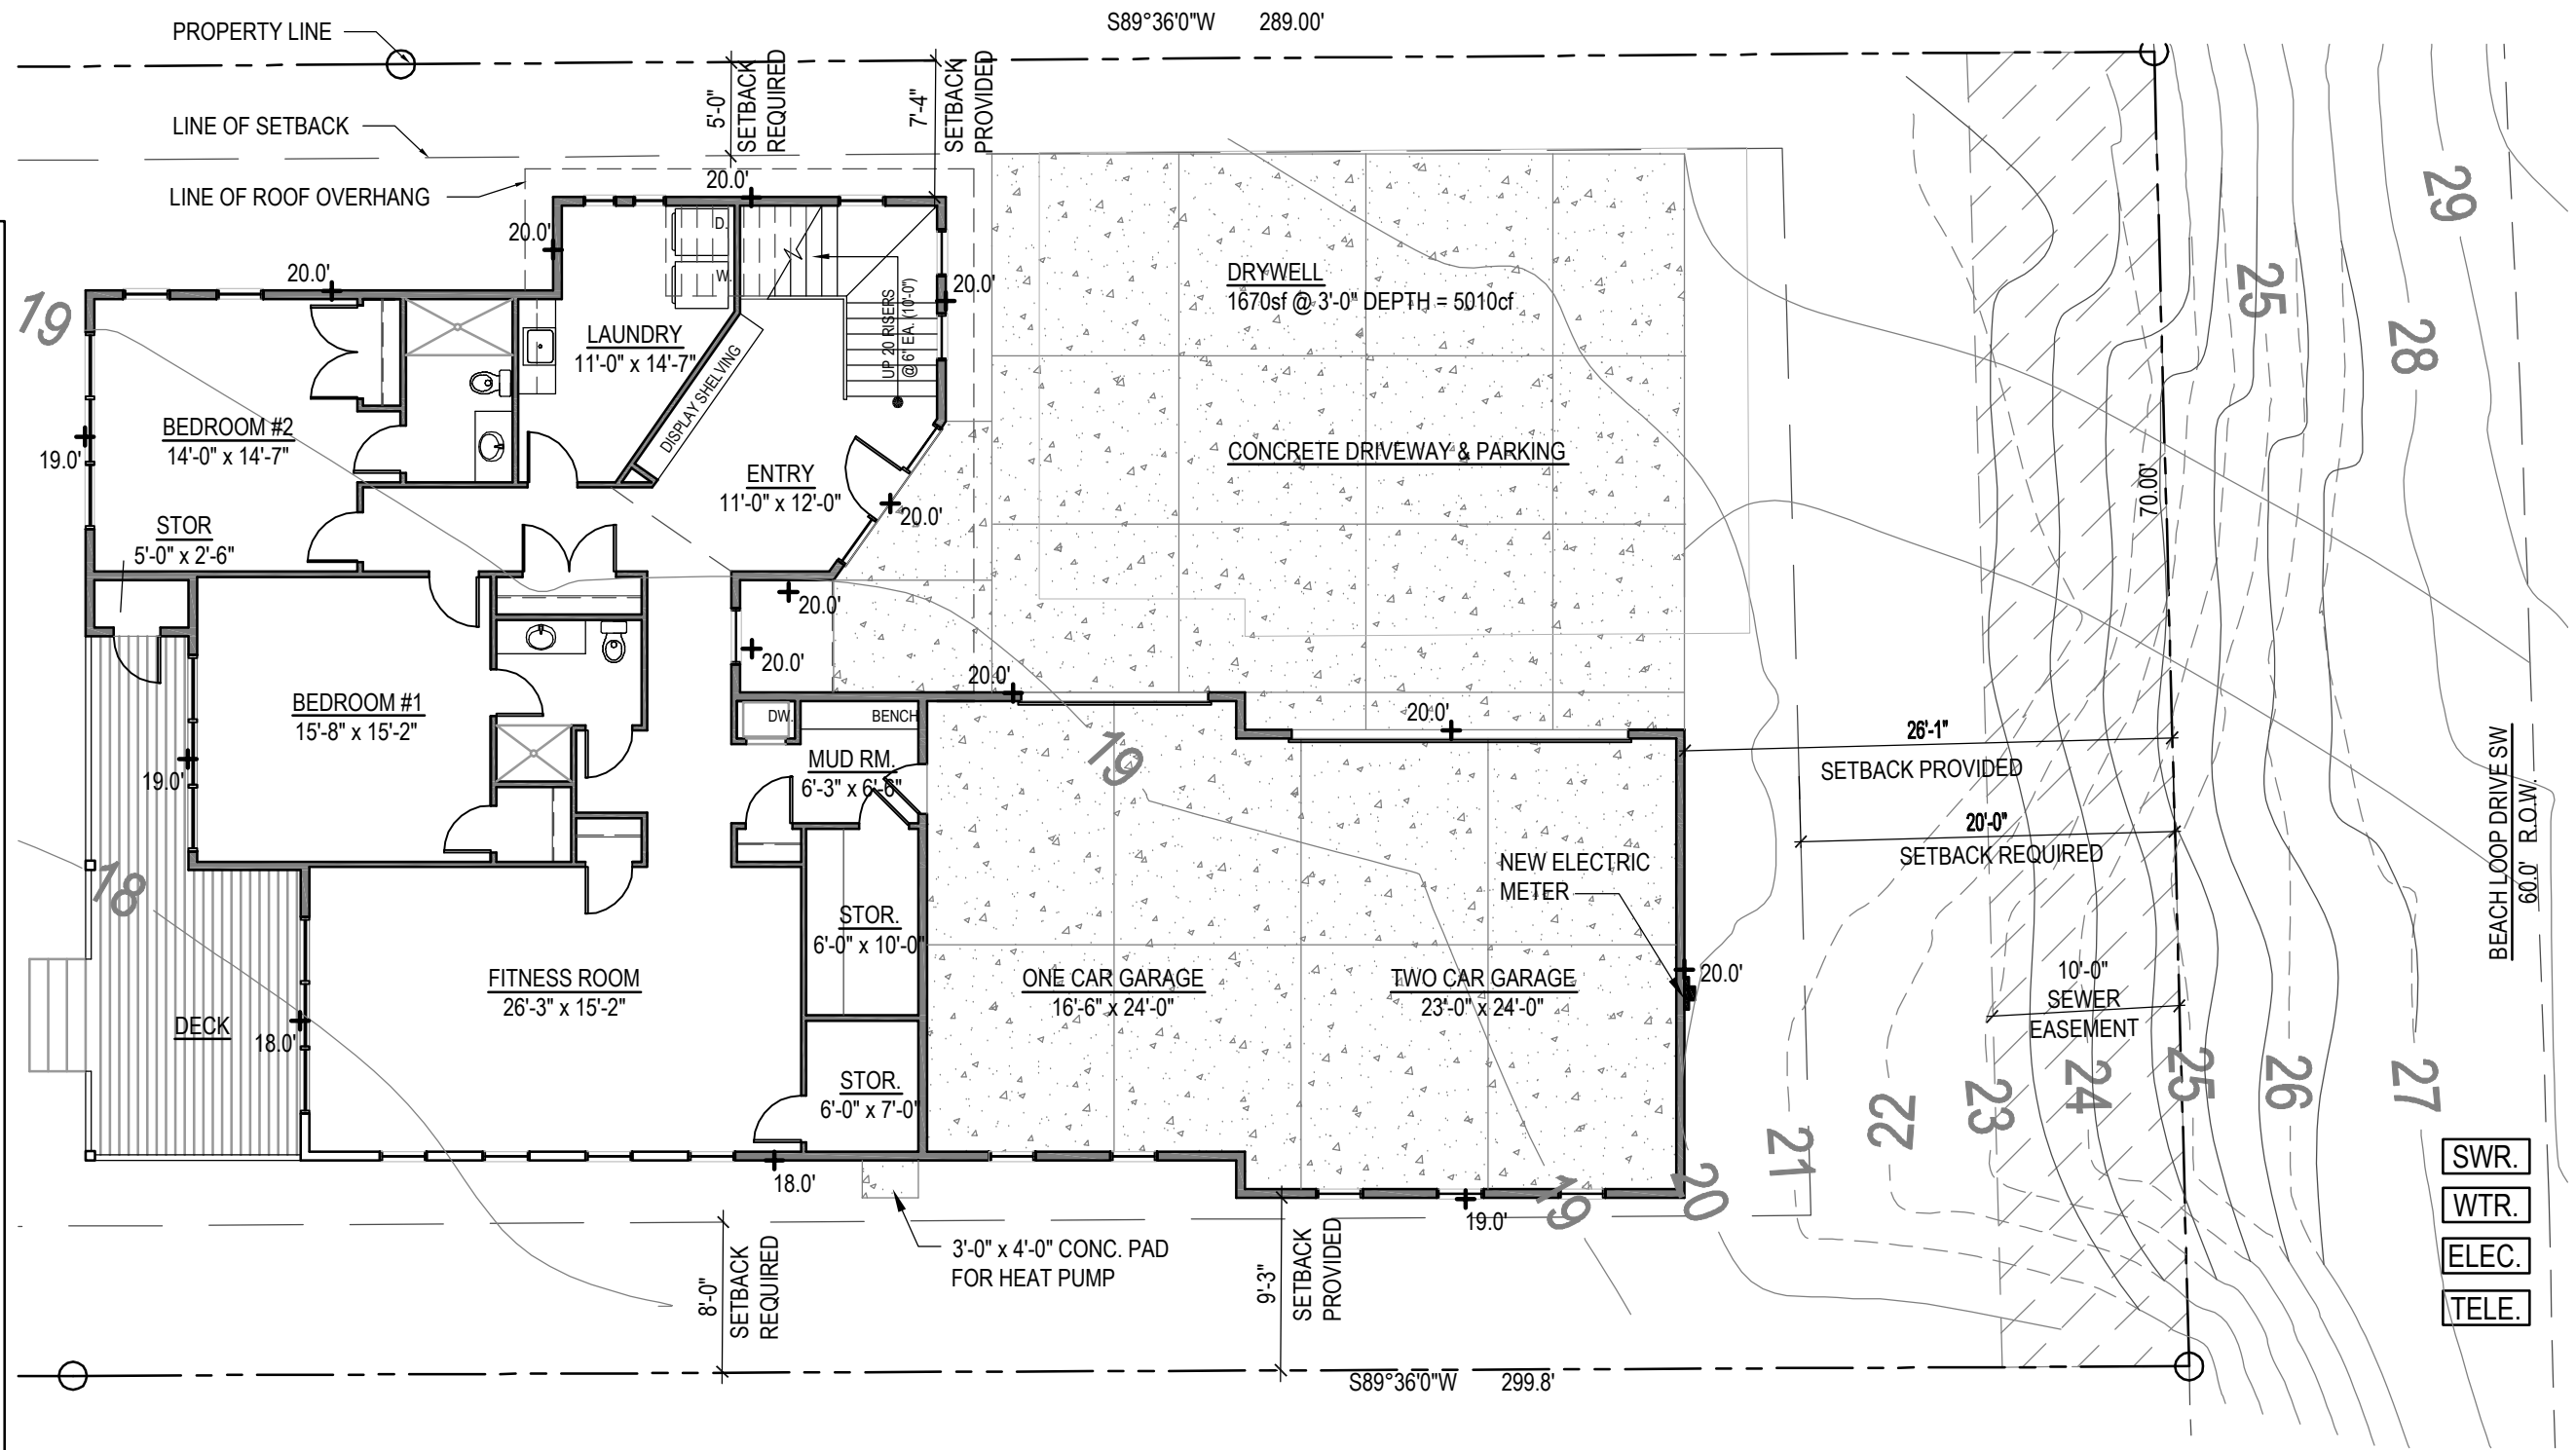 S89°36'0"W 289.00'
PROPERTY LINE
5'-0"
SETBACK
REQUIRED
7'-4"
SETBACK
PROVIDED
LINE OF SETBACK
LINE OF ROOF OVERHANG
20.0'
20.0'
20.0'
20.0'
19
D.
W.
UP 20 RISERS
@ 6" EA. (10'-0")
LAUNDRY
11'-0" x 14'-7"
DISPLAY SHELVING
DRYWELL
1670sf @ 3'-0" DEPTH = 5010cf
CONCRETE DRIVEWAY & PARKING
29
25
28
BEDROOM #2
14'-0" x 14'-7"
19.0'
ENTRY
11'-0" x 12'-0"
20.0'
STOR
5'-0" x 2'-6"
70.00'
20.0'
20.0'
20.0'
20.0'
BEDROOM #1
15'-8" x 15'-2"
19.0'
DW.
BENCH
MUD RM.
6'-3" x 6'-6"
19
26'-1"
SETBACK PROVIDED
20'-0"
SETBACK REQUIRED
BEACH LOOP DRIVE SW
60.0' R.O.W.
18
NEW ELECTRIC
METER
STOR.
6'-0" x 10'-0"
FITNESS ROOM
26'-3" x 15'-2"
ONE CAR GARAGE
16'-6" x 24'-0"
TWO CAR GARAGE
23'-0" x 24'-0"
20.0'
10'-0"
SEWER
EASEMENT
DECK
18.0'
STOR.
6'-0" x 7'-0"
21
22
23
24
25
26
27
18.0'
19.0'
19
20
SWR.
WTR.
ELEC.
TELE.
3'-0" x 4'-0" CONC. PAD
FOR HEAT PUMP
8'-0"
SETBACK
REQUIRED
9'-3"
SETBACK
PROVIDED
S89°36'0"W 299.8'